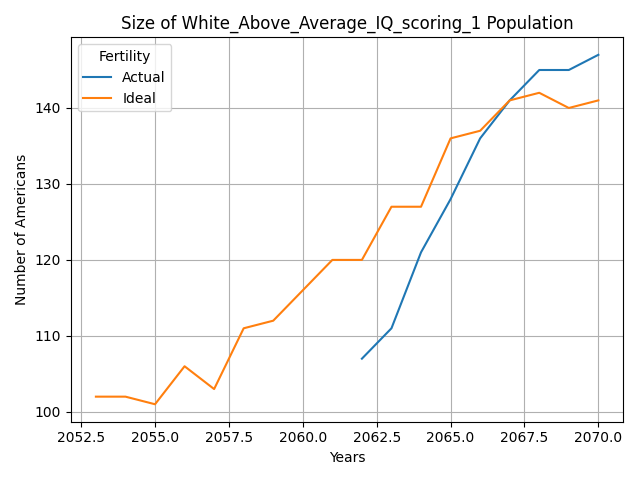 Size of White_Above_Average_IQ_scoring_1 Population
Fertility
Actual
Ideal
Number of Americans
140
130
120
110
100
2052.5 2055.0 2057.5 2060.0 2062.5 2065.0 2067.5 2070.0
Years